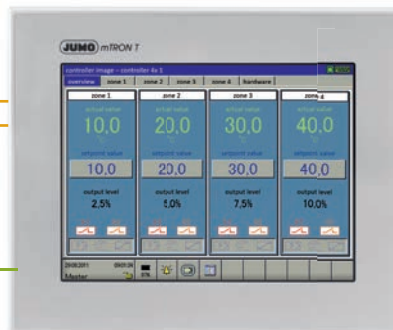 JUMO mTRON T
controller image - controller 4x 1
overview zone 1 zone 2 zone 3 zone 4 hardware
zone 1 zone 2 zone 3 zone 4
actual value actual value actual value actual value
10,0 20,0 30,0 40,0
°C °C °C °C
setpoint value setpoint value setpoint value setpoint value
10,0 20,0 30,0 40,0
output level output level output level output level
2,5% 5,0% 7,5% 10,0%
Master 97%